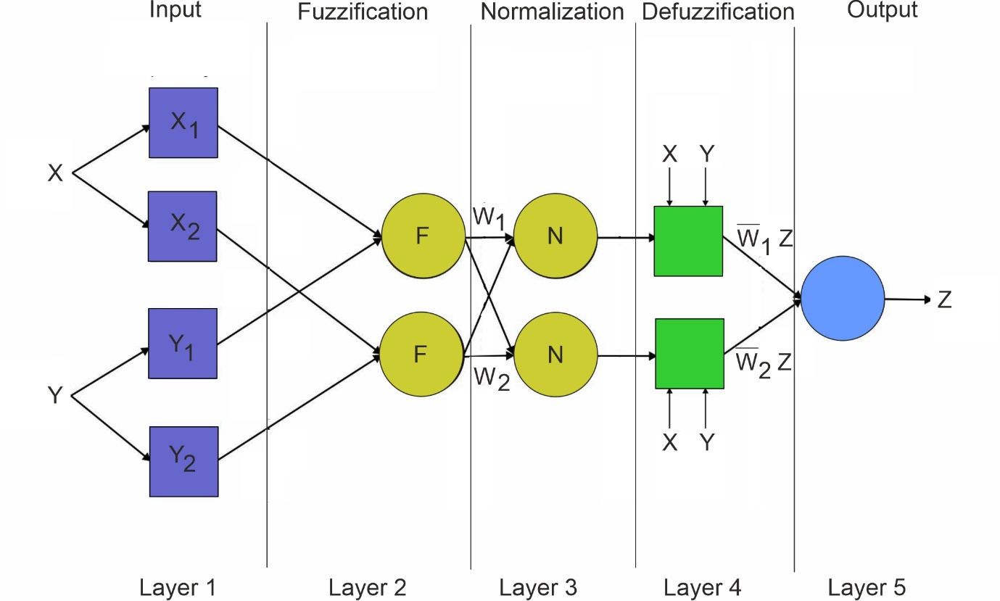 Input Fuzzification Normalization Defuzzification Output
X₁
X Y
X
X₂
W₁
F
N
W̅₁ Z
Z
Y₁
F
N
W̅₂ Z
W₂
Y
X Y
Y₂
Layer 1 Layer 2 Layer 3 Layer 4 Layer 5